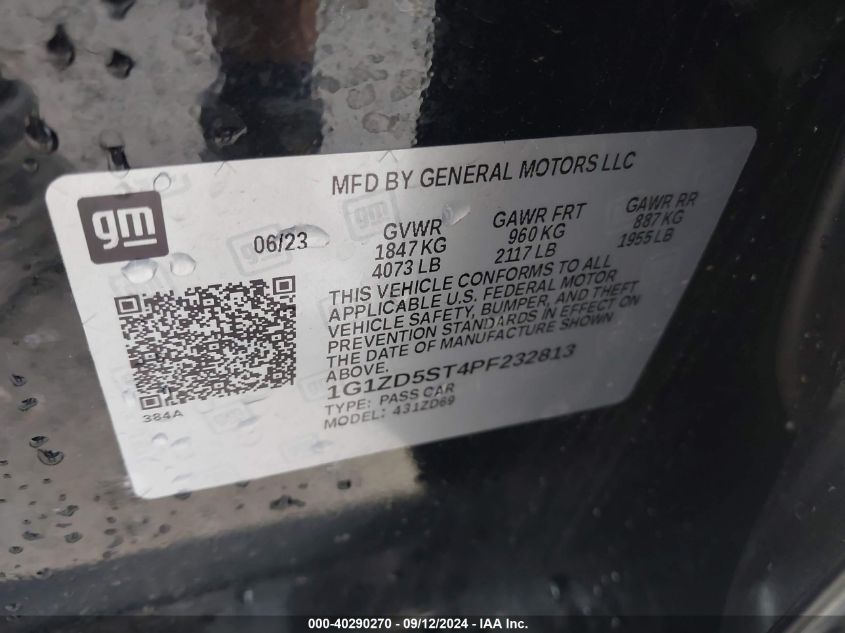 MFD BY GENERAL MOTORS LLC
gm
06/23
GVWR
1847 KG
4073 LB
GAWR FRT
960 KG
2117 LB
GAWR RR
887 KG
1955 LB
THIS VEHICLE CONFORMS TO ALL
APPLICABLE U.S. FEDERAL MOTOR
VEHICLE SAFETY, BUMPER, AND THEFT
PREVENTION STANDARDS IN EFFECT ON
THE DATE OF MANUFACTURE SHOWN
ABOVE.
1G1ZD5ST4PF232813
TYPE: PASS CAR
MODEL: 431ZD69
384A
000-40290270 - 09/12/2024 - IAA Inc.